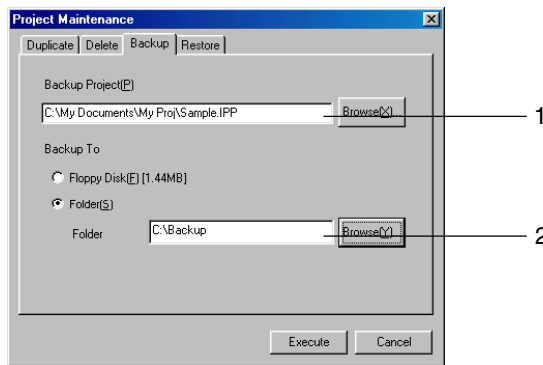 Project Maintenance
Duplicate Delete Backup Restore
Backup Project(P)
C:\My Documents\My Proj\Sample.IPP Browse(X)... 1
Backup To
Floppy Disk(F) [1.44MB]
Folder(S)
Folder C:\Backup Browse(Y)... 2
Execute Cancel